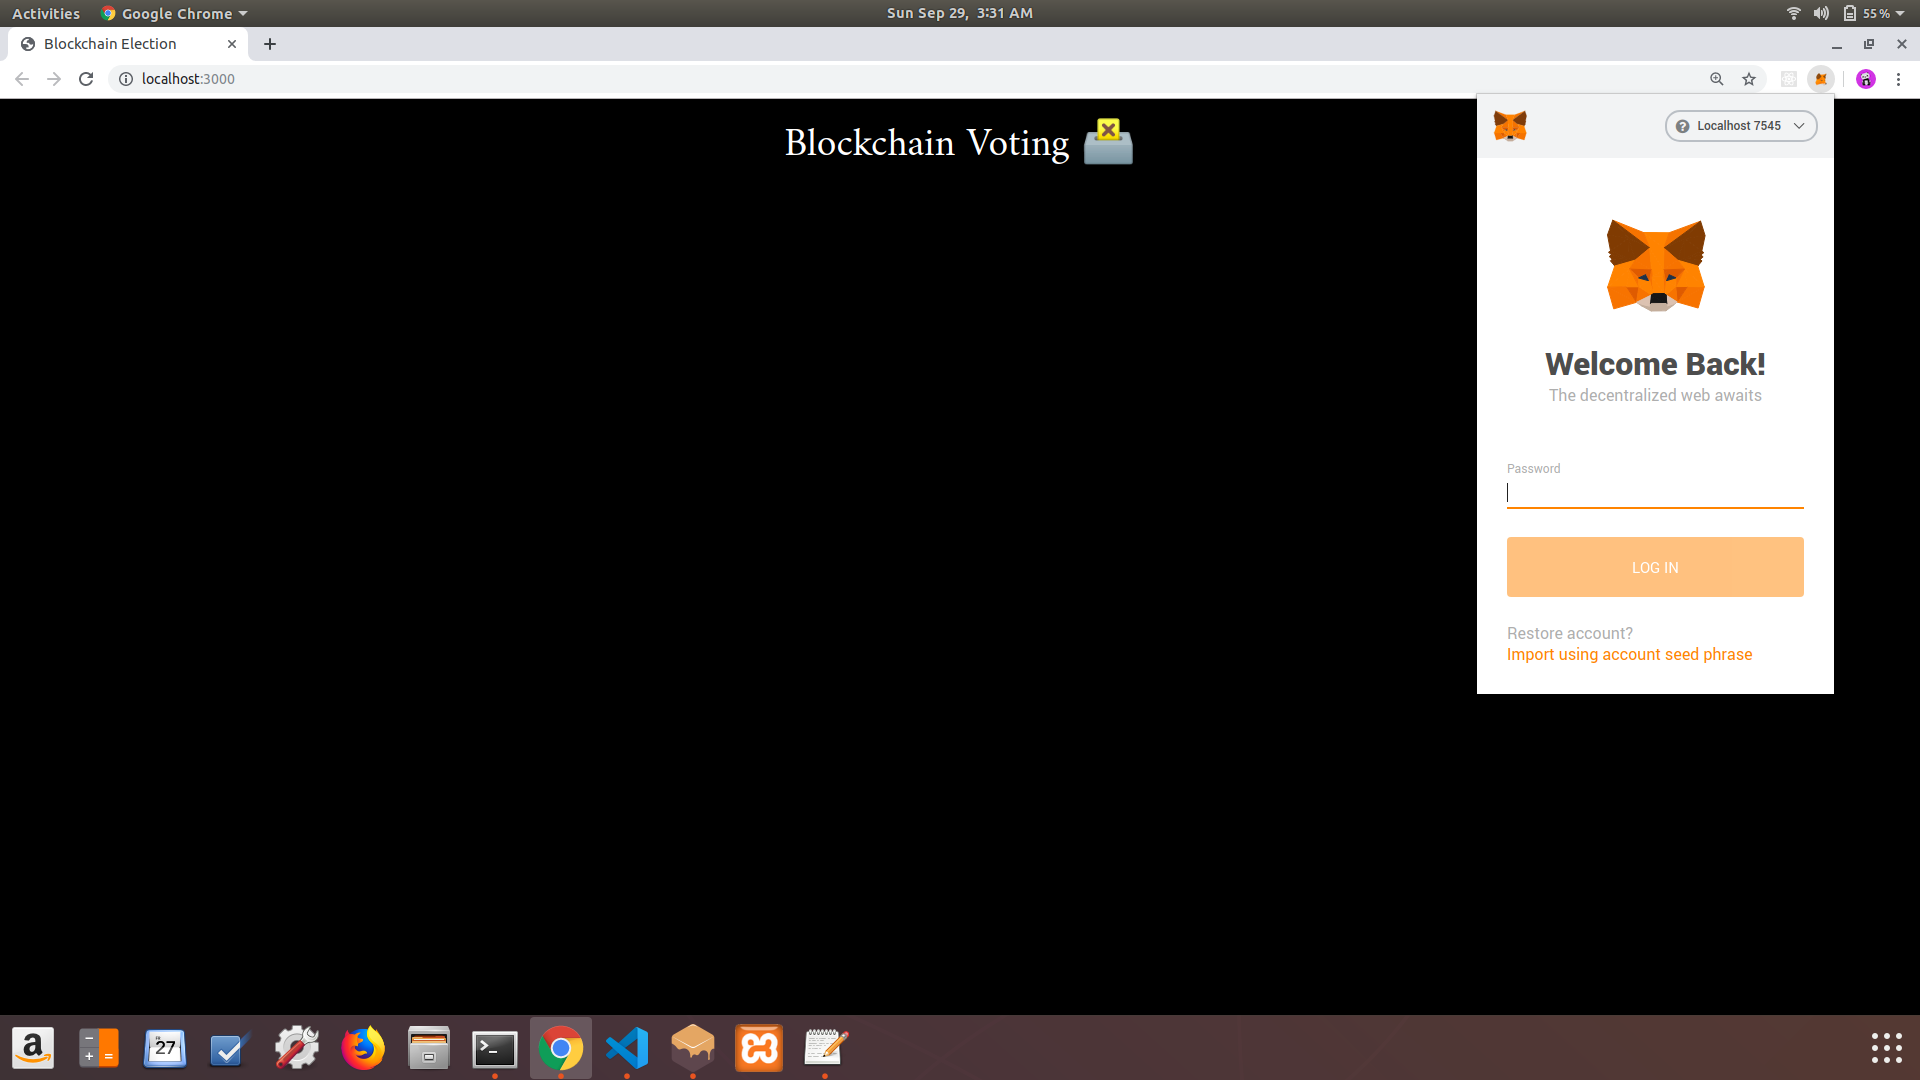 Activities
Google Chrome
Sun Sep 29, 3:31 AM
55%
Blockchain Election
localhost:3000
Blockchain Voting
Localhost 7545
Welcome Back!
The decentralized web awaits
Password
LOG IN
Restore account?
Import using account seed phrase
a
27
>_